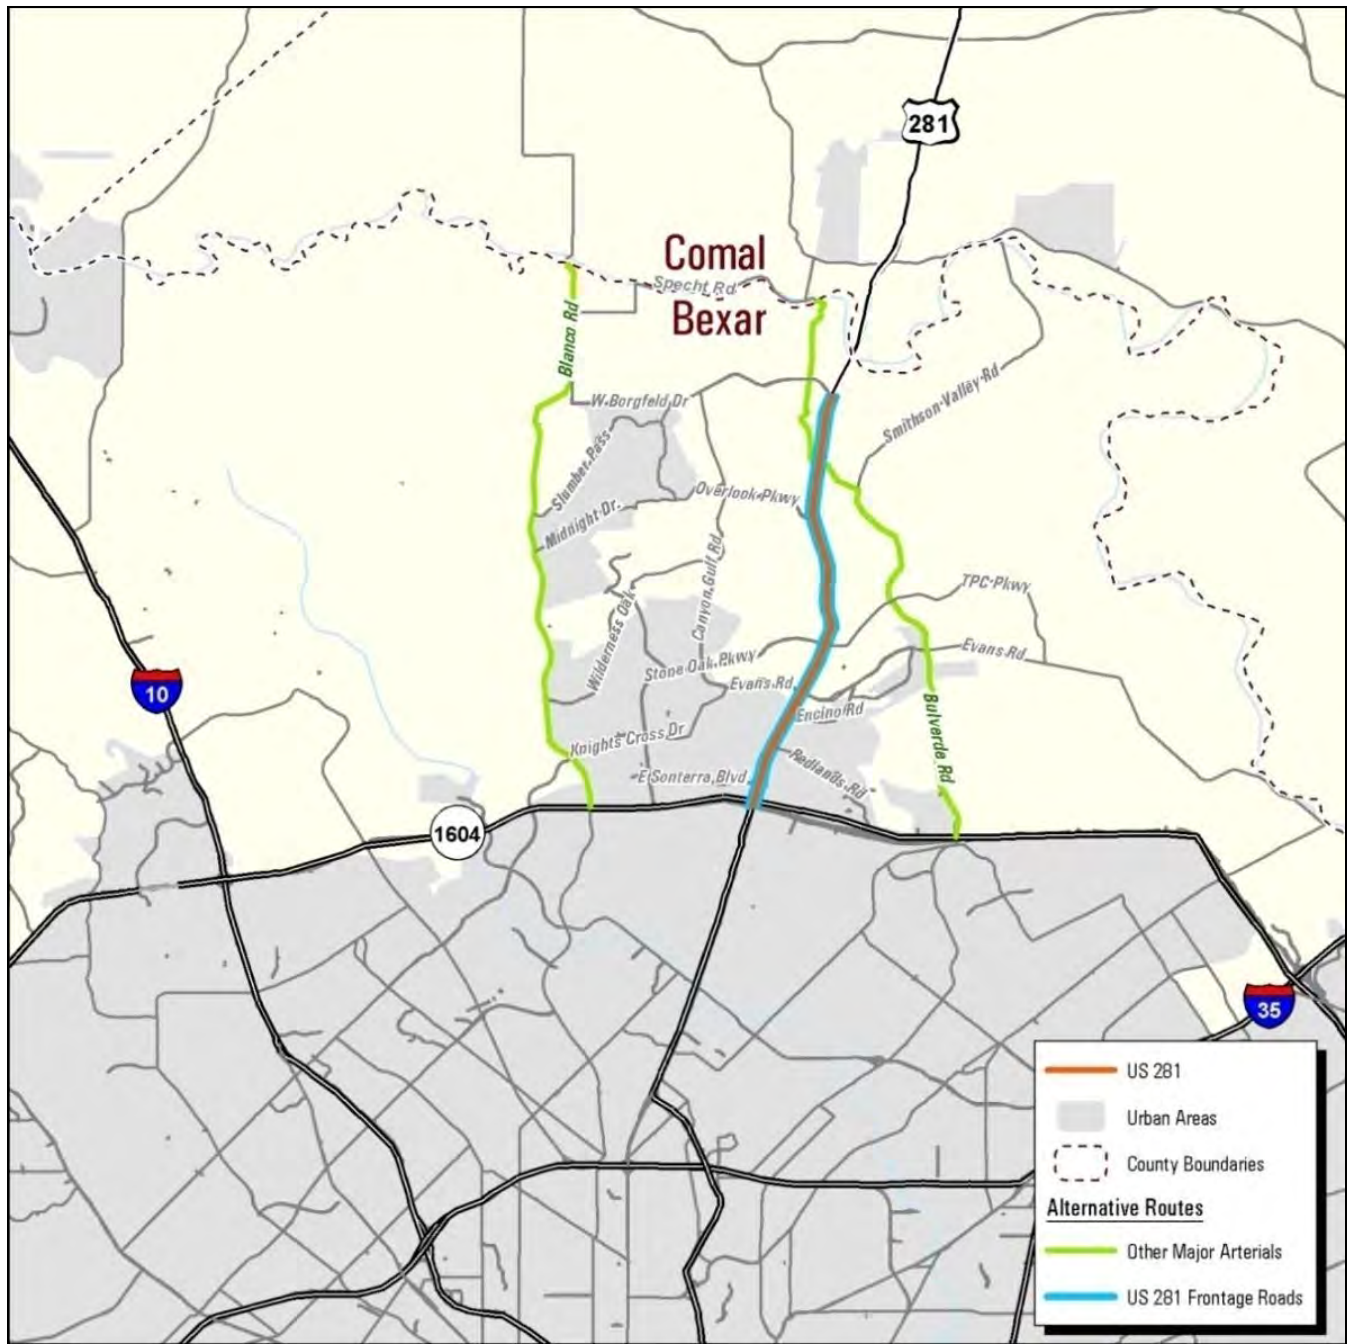 281
Comal
Specht Rd
Bexar
Blanco Rd
W Borgfeld Dr
Smithson Valley Rd
Slumber Pass
Overlook Pkwy
Midnight Dr.
Canyon Gulf Rd
TPC Pkwy
Wilderness Oak
Stone Oak Pkwy
Evans Rd
Evans Rd
10
Encino Rd
Bulverde Rd
Knights Cross Dr
E Sonterra Blvd
Redlands Rd
1604
35
US 281
Urban Areas
County Boundaries
Alternative Routes
Other Major Arterials
US 281 Frontage Roads